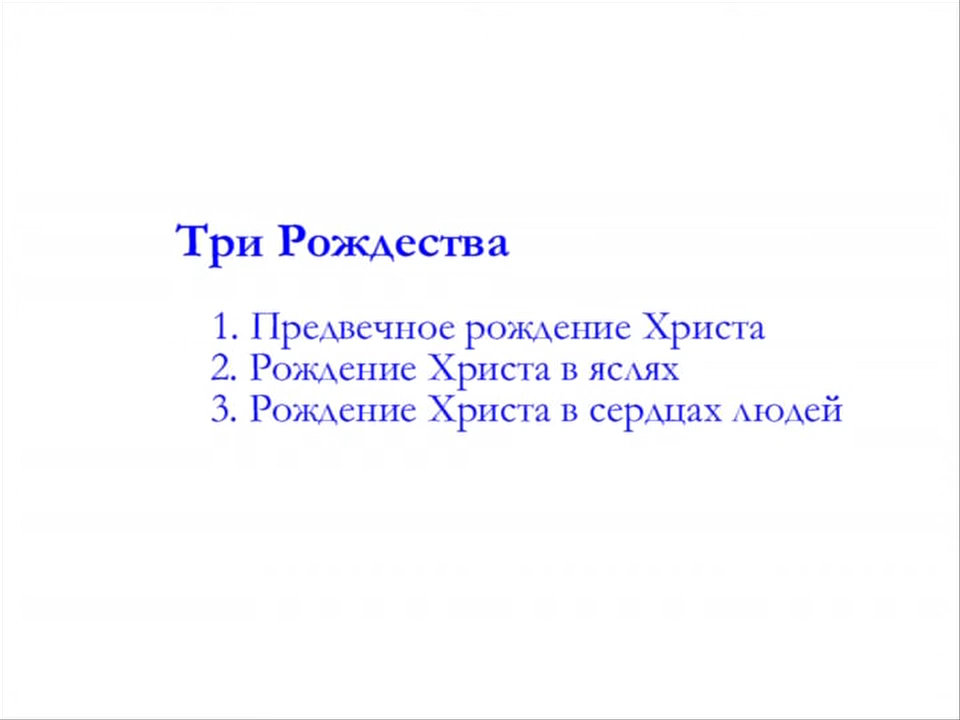 Три Рождества
1. Предвечное рождение Христа
2. Рождение Христа в яслях
3. Рождение Христа в сердцах людей